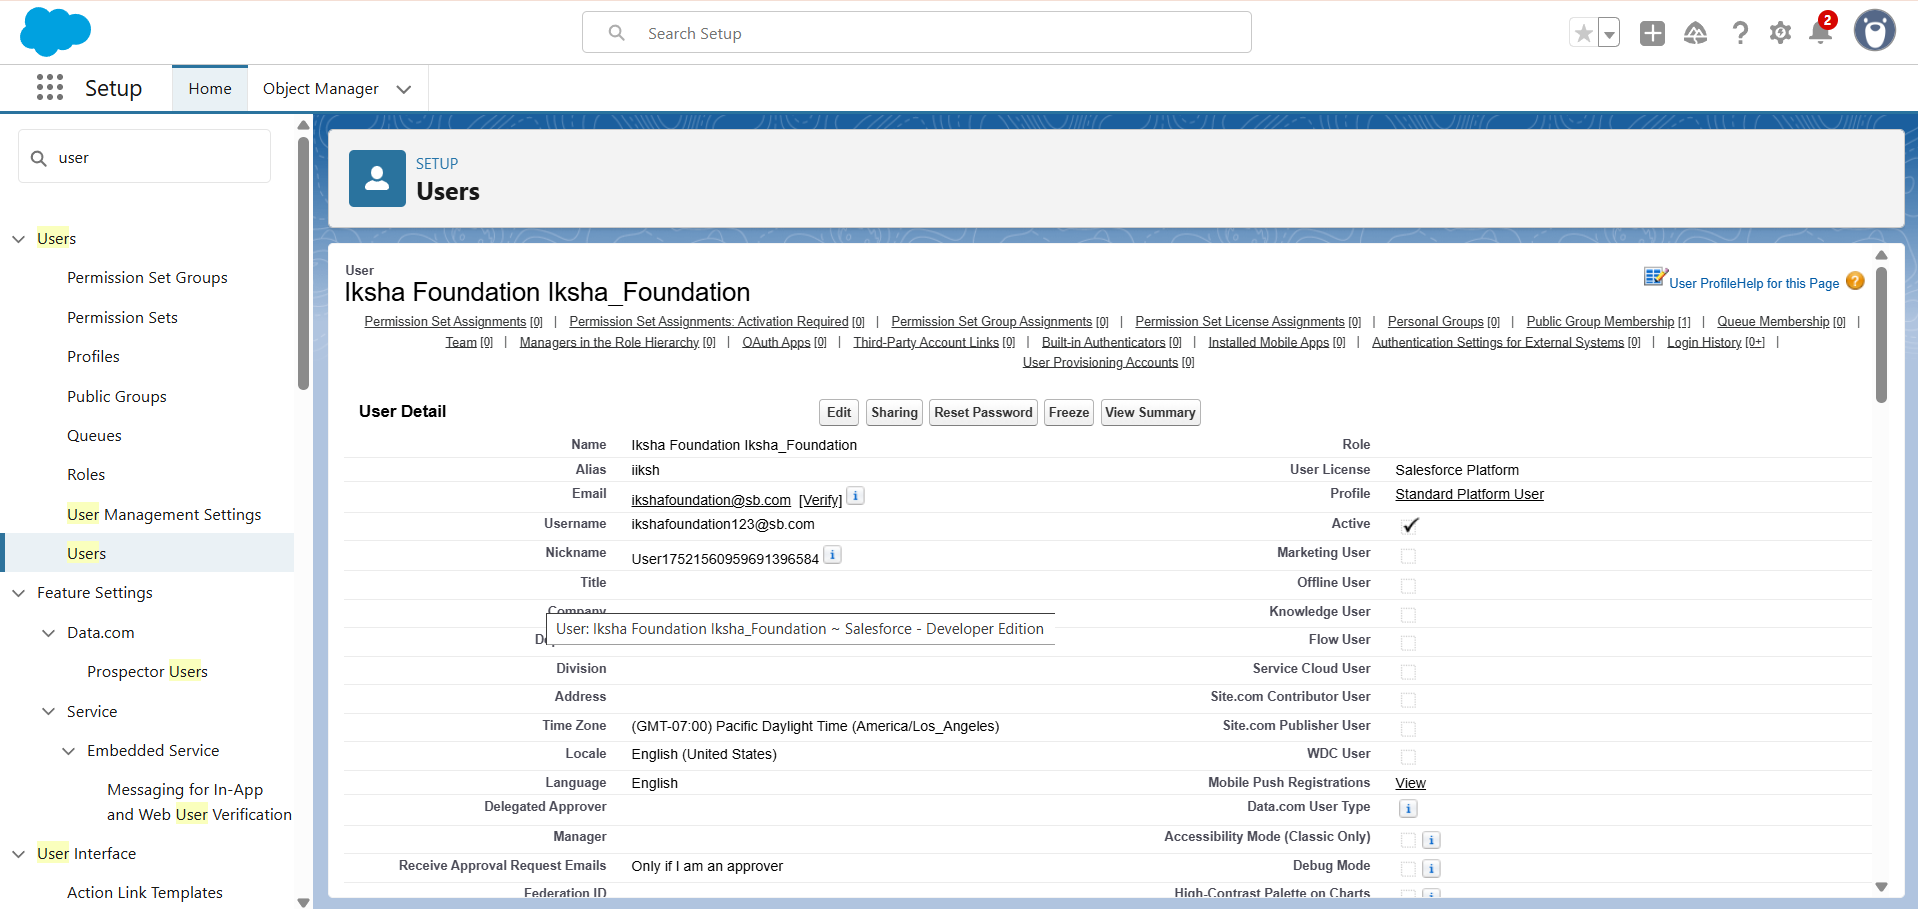 Search Setup
2
Setup
Home
Object Manager
user
Users
Permission Set Groups
Permission Sets
Profiles
Public Groups
Queues
Roles
User Management Settings
Users
Feature Settings
Data.com
Prospector Users
Service
Embedded Service
Messaging for In-App
and Web User Verification
User Interface
Action Link Templates
SETUP
Users
User
Iksha Foundation Iksha_Foundation
User Profile Help for this Page ?
Permission Set Assignments [0] | Permission Set Assignments: Activation Required [0] | Permission Set Group Assignments [0] | Permission Set License Assignments [0] | Personal Groups [0] | Public Group Membership [1] | Queue Membership [0] |
Team [0] | Managers in the Role Hierarchy [0] | OAuth Apps [0] | Third-Party Account Links [0] | Built-in Authenticators [0] | Installed Mobile Apps [0] | Authentication Settings for External Systems [0] | Login History [0+] |
User Provisioning Accounts [0]
User Detail
Edit Sharing Reset Password Freeze View Summary
Name Iksha Foundation Iksha_Foundation
Role
Alias iiksh
User License Salesforce Platform
Email ikshafoundation@sb.com [Verify] i
Profile Standard Platform User
Username ikshafoundation123@sb.com
Active
Nickname User17521560959691396584 i
Marketing User
Title
Offline User
Company
Knowledge User
User: Iksha Foundation Iksha_Foundation ~ Salesforce - Developer Edition
Flow User
Division
Service Cloud User
Address
Site.com Contributor User
Time Zone (GMT-07:00) Pacific Daylight Time (America/Los_Angeles)
Site.com Publisher User
Locale English (United States)
WDC User
Language English
Mobile Push Registrations View
Delegated Approver
Data.com User Type i
Manager
Accessibility Mode (Classic Only) i
Receive Approval Request Emails Only if I am an approver
Debug Mode i
Federation ID
High-Contrast Palette on Charts i